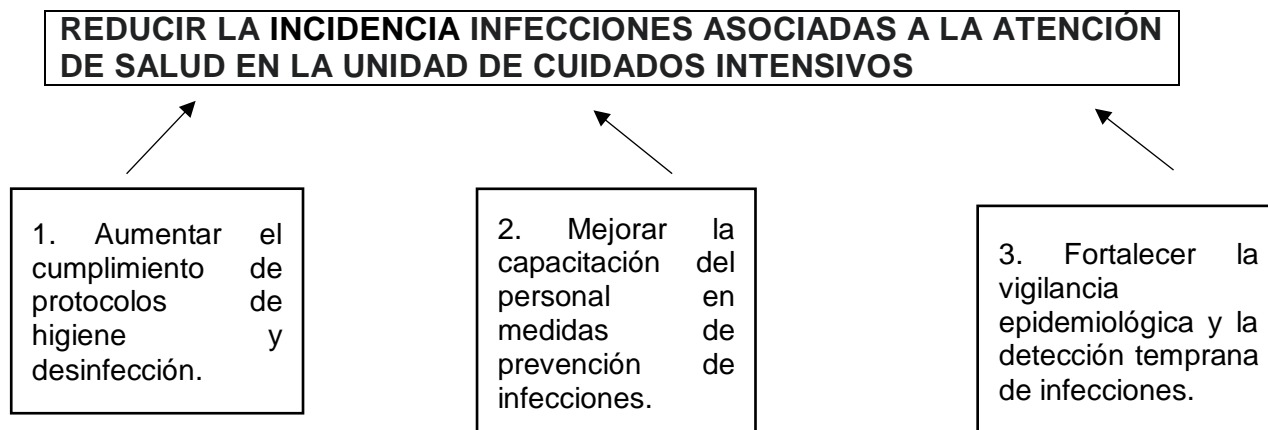 REDUCIR LA INCIDENCIA INFECCIONES ASOCIADAS A LA ATENCIÓN
DE SALUD EN LA UNIDAD DE CUIDADOS INTENSIVOS
1. Aumentar el
cumplimiento de
protocolos de
higiene y
desinfección.
2. Mejorar la
capacitación del
personal en
medidas de
prevención de
infecciones.
3. Fortalecer la
vigilancia
epidemiológica y la
detección temprana
de infecciones.